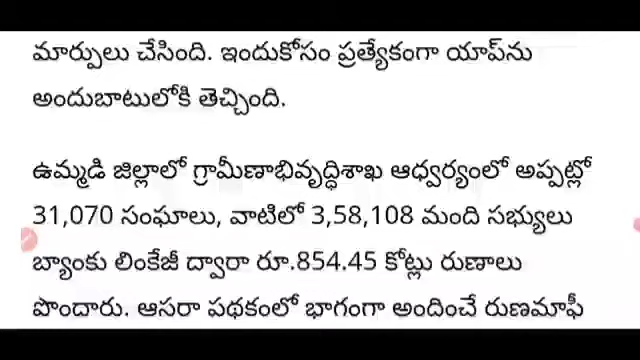 మార్పులు చేసింది. ఇందుకోసం ప్రత్యేకంగా యాప్‌ను
అందుబాటులోకి తెచ్చింది.
ఉమ్మడి జిల్లాలో గ్రామీణాభివృద్ధిశాఖ ఆధ్వర్యంలో అప్పట్లో
31,070 సంఘాలు, వాటిలో 3,58,108 మంది సభ్యులు
బ్యాంకు లింకేజీ ద్వారా రూ.854.45 కోట్లు రుణాలు
పొందారు. ఆసరా పథకంలో భాగంగా అందించే రుణమాఫీ